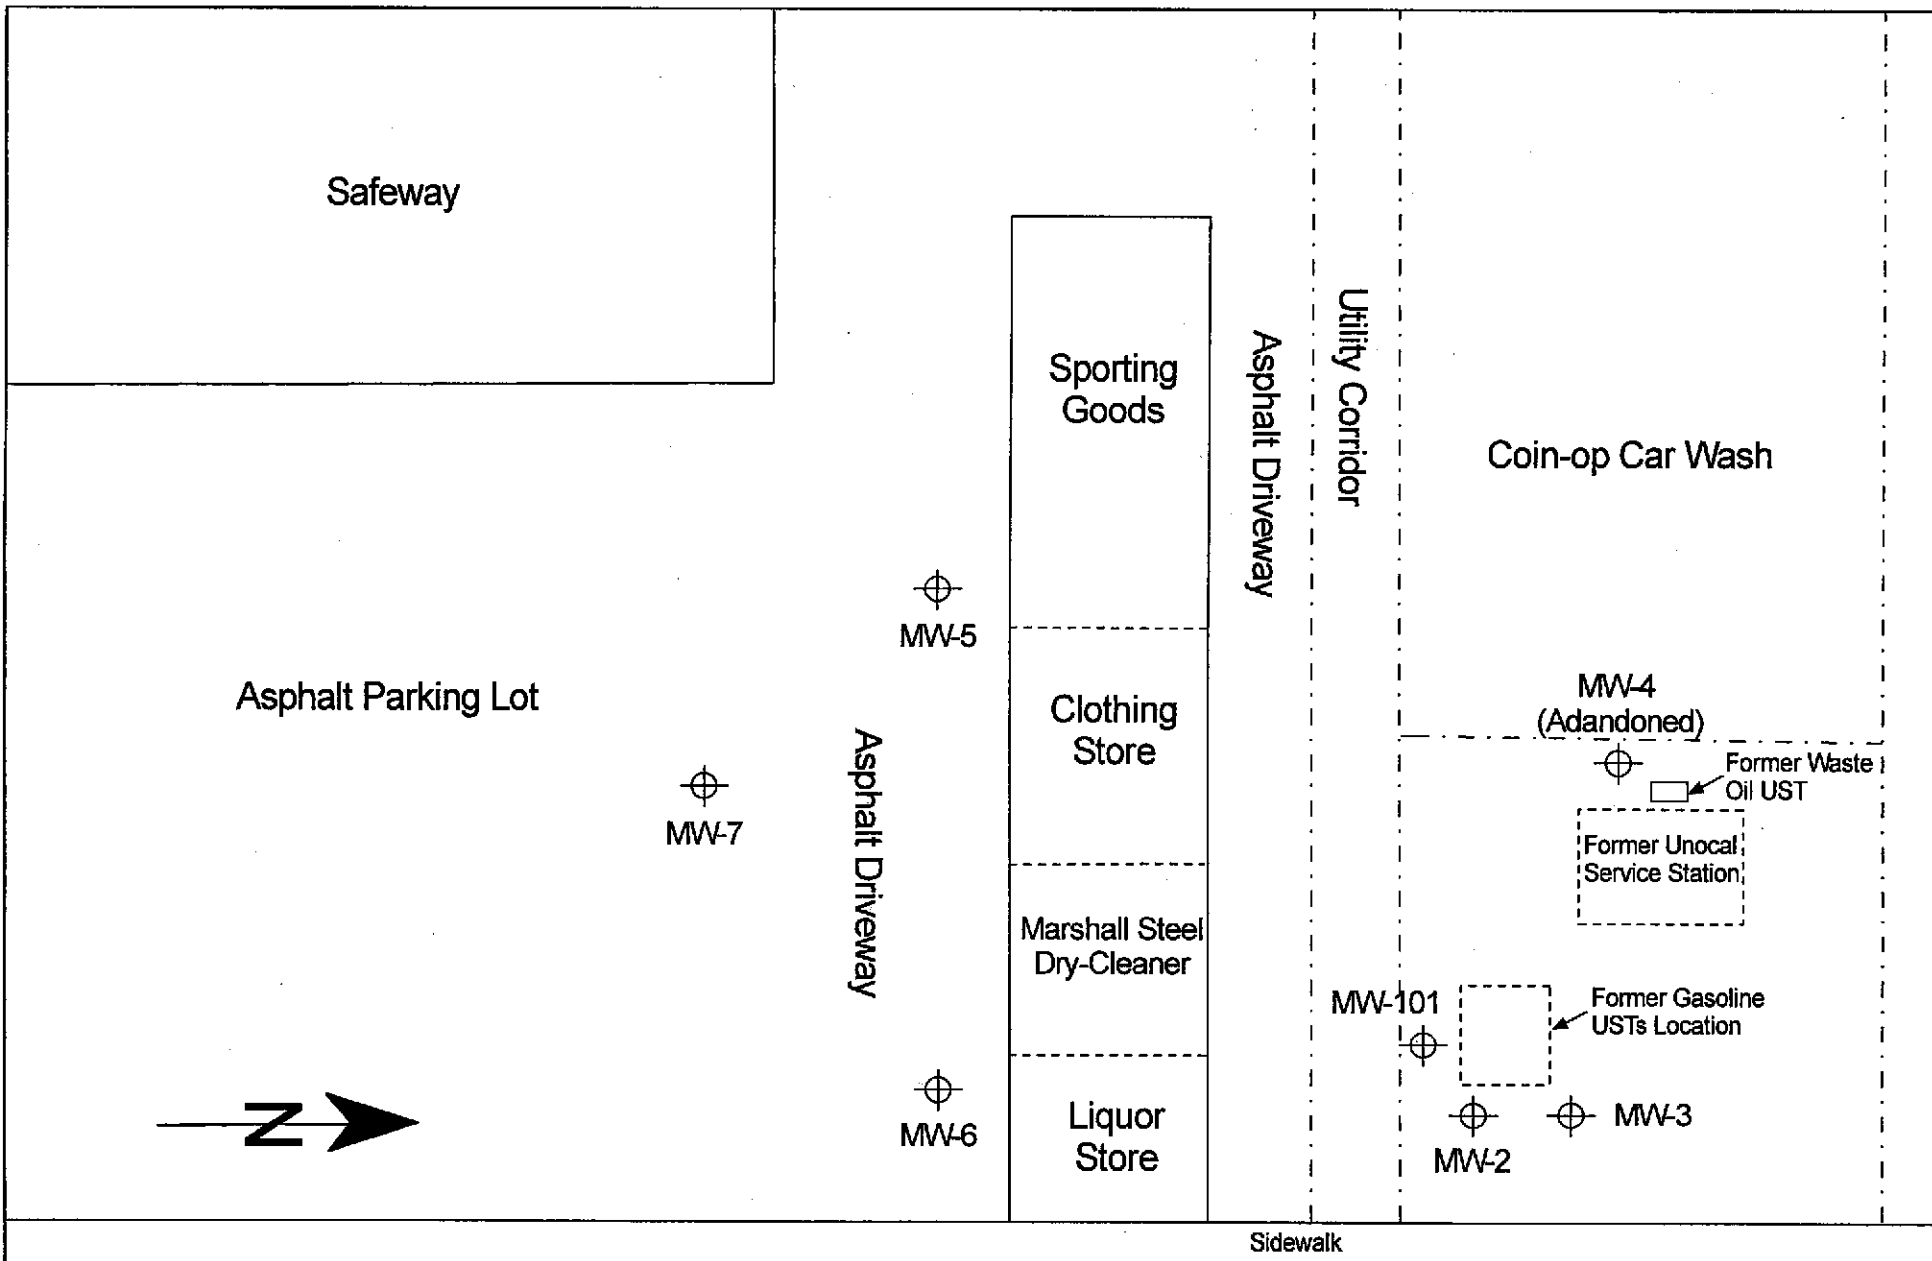 Safeway
Sporting
Goods
Asphalt Driveway
Utility Corridor
Coin-op Car Wash
MW-5
Asphalt Parking Lot
Clothing
Store
MW-4
(Adandoned)
Former Waste
Oil UST
MW-7
Asphalt Driveway
Former Unocal
Service Station
Marshall Steel
Dry-Cleaner
MW-101
Former Gasoline
USTs Location
N
MW-6
Liquor
Store
MW-3
MW-2
Sidewalk